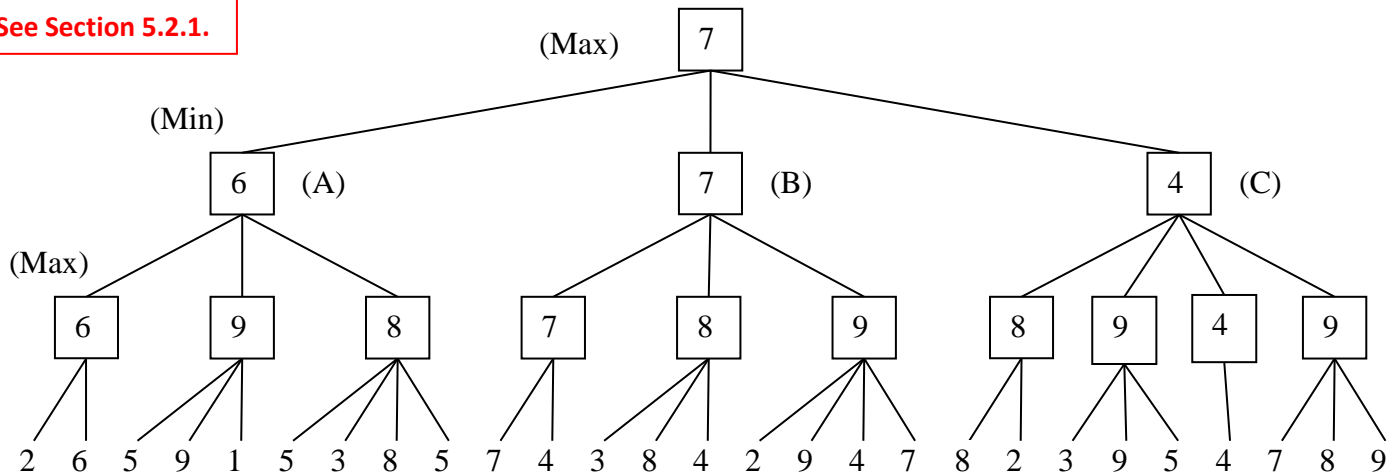 See Section 5.2.1.
(Max) 7
(Min)
6 (A) 7 (B) 4 (C)
(Max)
6 9 8 7 8 9 8 9 4 9
2 6 5 9 1 5 3 8 5 7 4 3 8 4 2 9 4 7 8 2 3 9 5 4 7 8 9